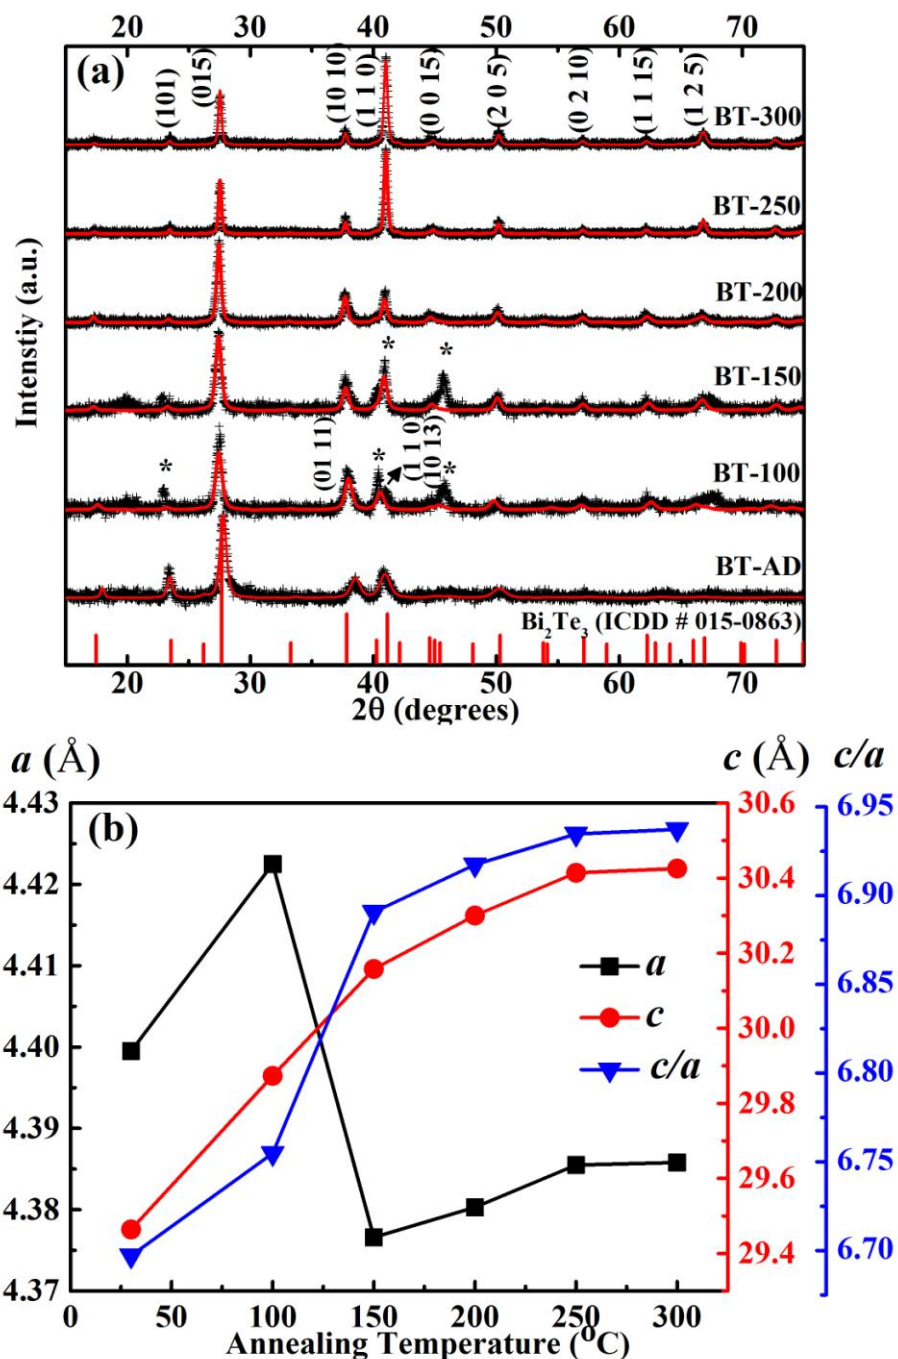 20 30 40 50 60 70
(a)
(101) (015) (10 10) (1 1 0) (0 0 15) (2 0 5) (0 2 10) (1 1 15) (1 2 5)
BT-300
BT-250
BT-200
* *
BT-150
(01 11) (1 1 0) (10 13)
* * *
BT-100
BT-AD
Bi2Te3 (ICDD # 015-0863)
Intenstiy (a.u.)
20 30 40 50 60 70
2θ (degrees)
a (Å) c (Å) c/a
(b)
4.43 30.6 6.95
4.42 30.4 6.90
4.41 30.2 6.85
4.40 30.0 6.80
4.39 29.8 6.75
4.38 29.6 6.70
4.37 29.4
a
c
c/a
0 50 100 150 200 250 300
Annealing Temperature (°C)